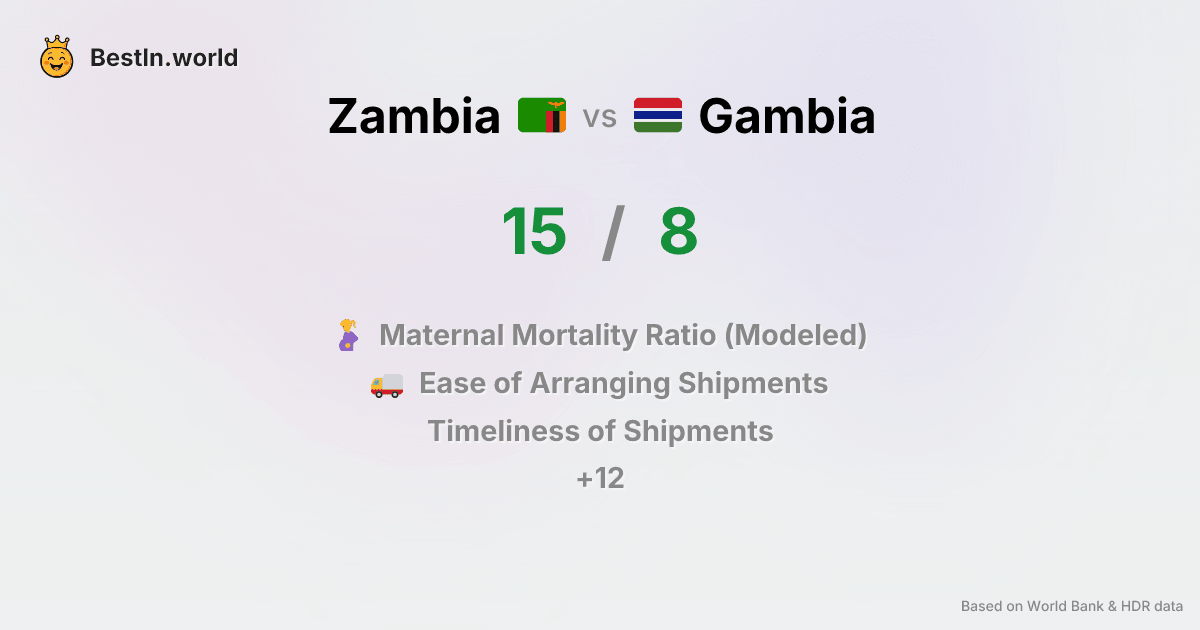 BestIn.world
Zambia vs Gambia
15 / 8
Maternal Mortality Ratio (Modeled)
Ease of Arranging Shipments
Timeliness of Shipments
+12
Based on World Bank & HDR data